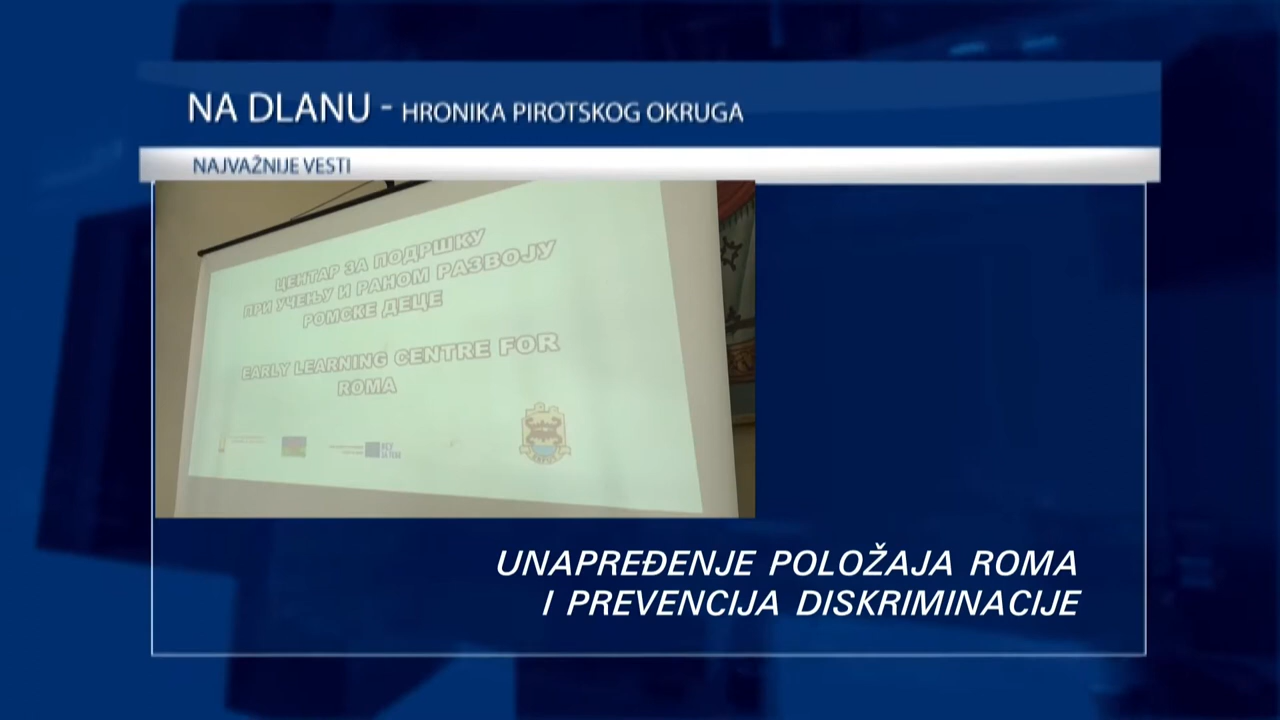 NA DLANU - HRONIKA PIROTSKOG OKRUGA
NAJVAŽNIJE VESTI
ЦЕНТАР ЗА ПОДРШКУ
ПРИ УЧЕЊУ И РАНОМ РАЗВОЈУ
РОМСКЕ ДЕЦЕ
EARLY LEARNING CENTRE FOR
ROMA
UNAPREĐENJE POLOŽAJA ROMA
I PREVENCIJA DISKRIMINACIJE